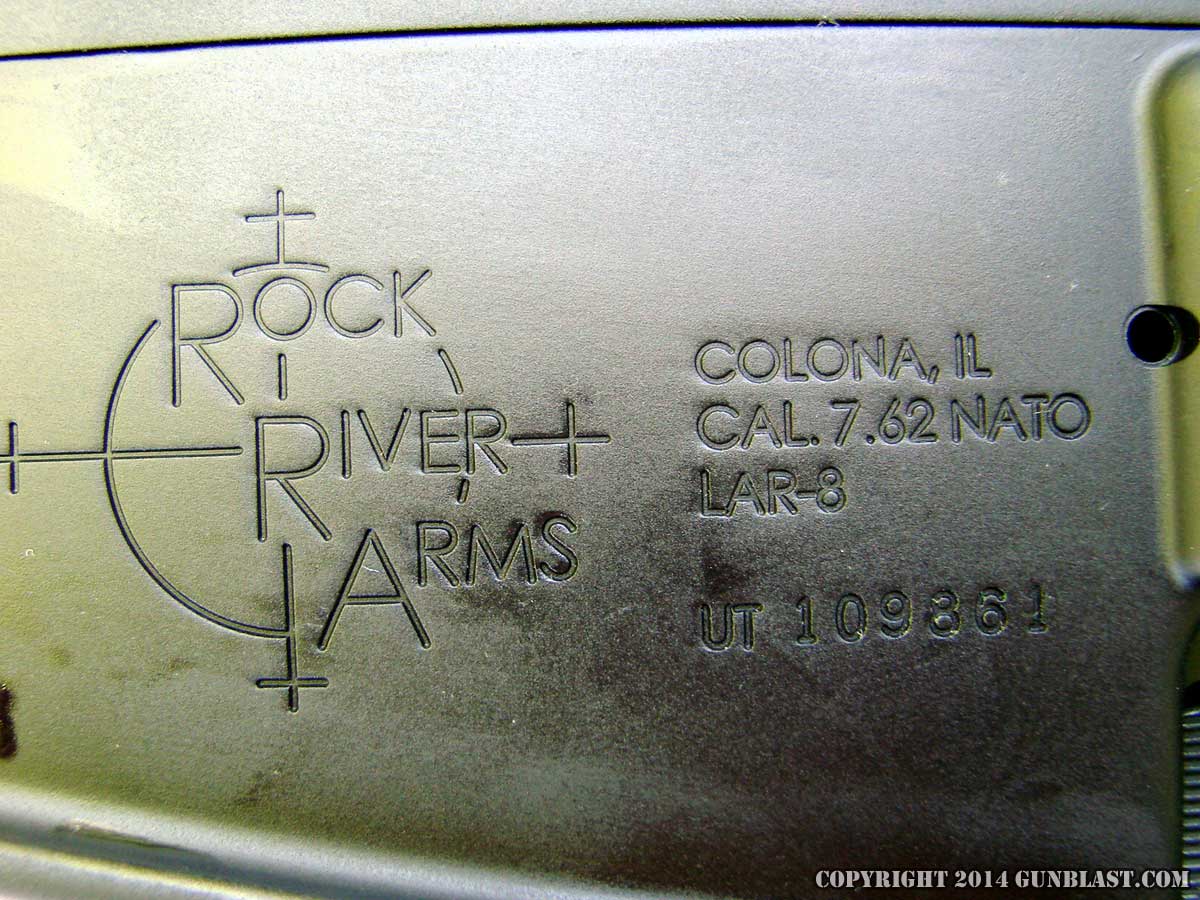 ROCK
RIVER
ARMS
COLONA, IL
CAL. 7.62 NATO
LAR-8
UT 109861
COPYRIGHT 2014 GUNBLAST.COM